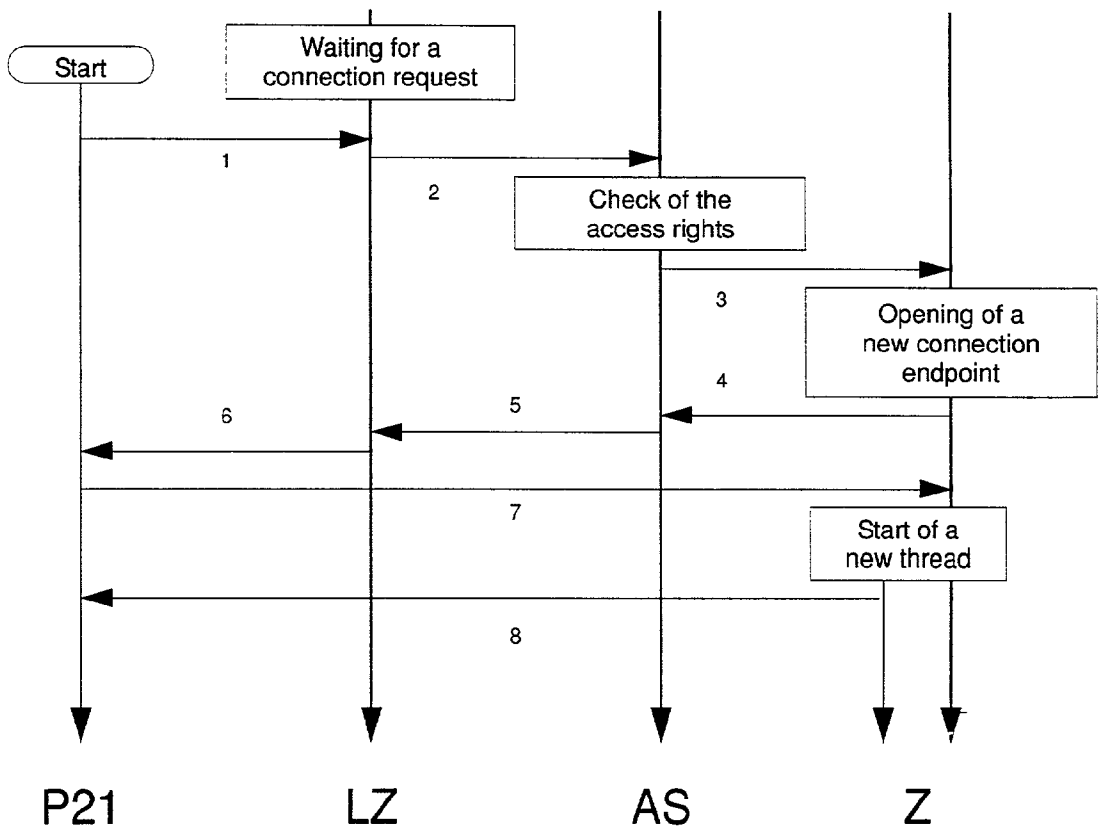 Start
Waiting for a
connection request
1
2
Check of the
access rights
3
Opening of a
new connection
endpoint
4
5
6
7
Start of a
new thread
8
P21
LZ
AS
Z